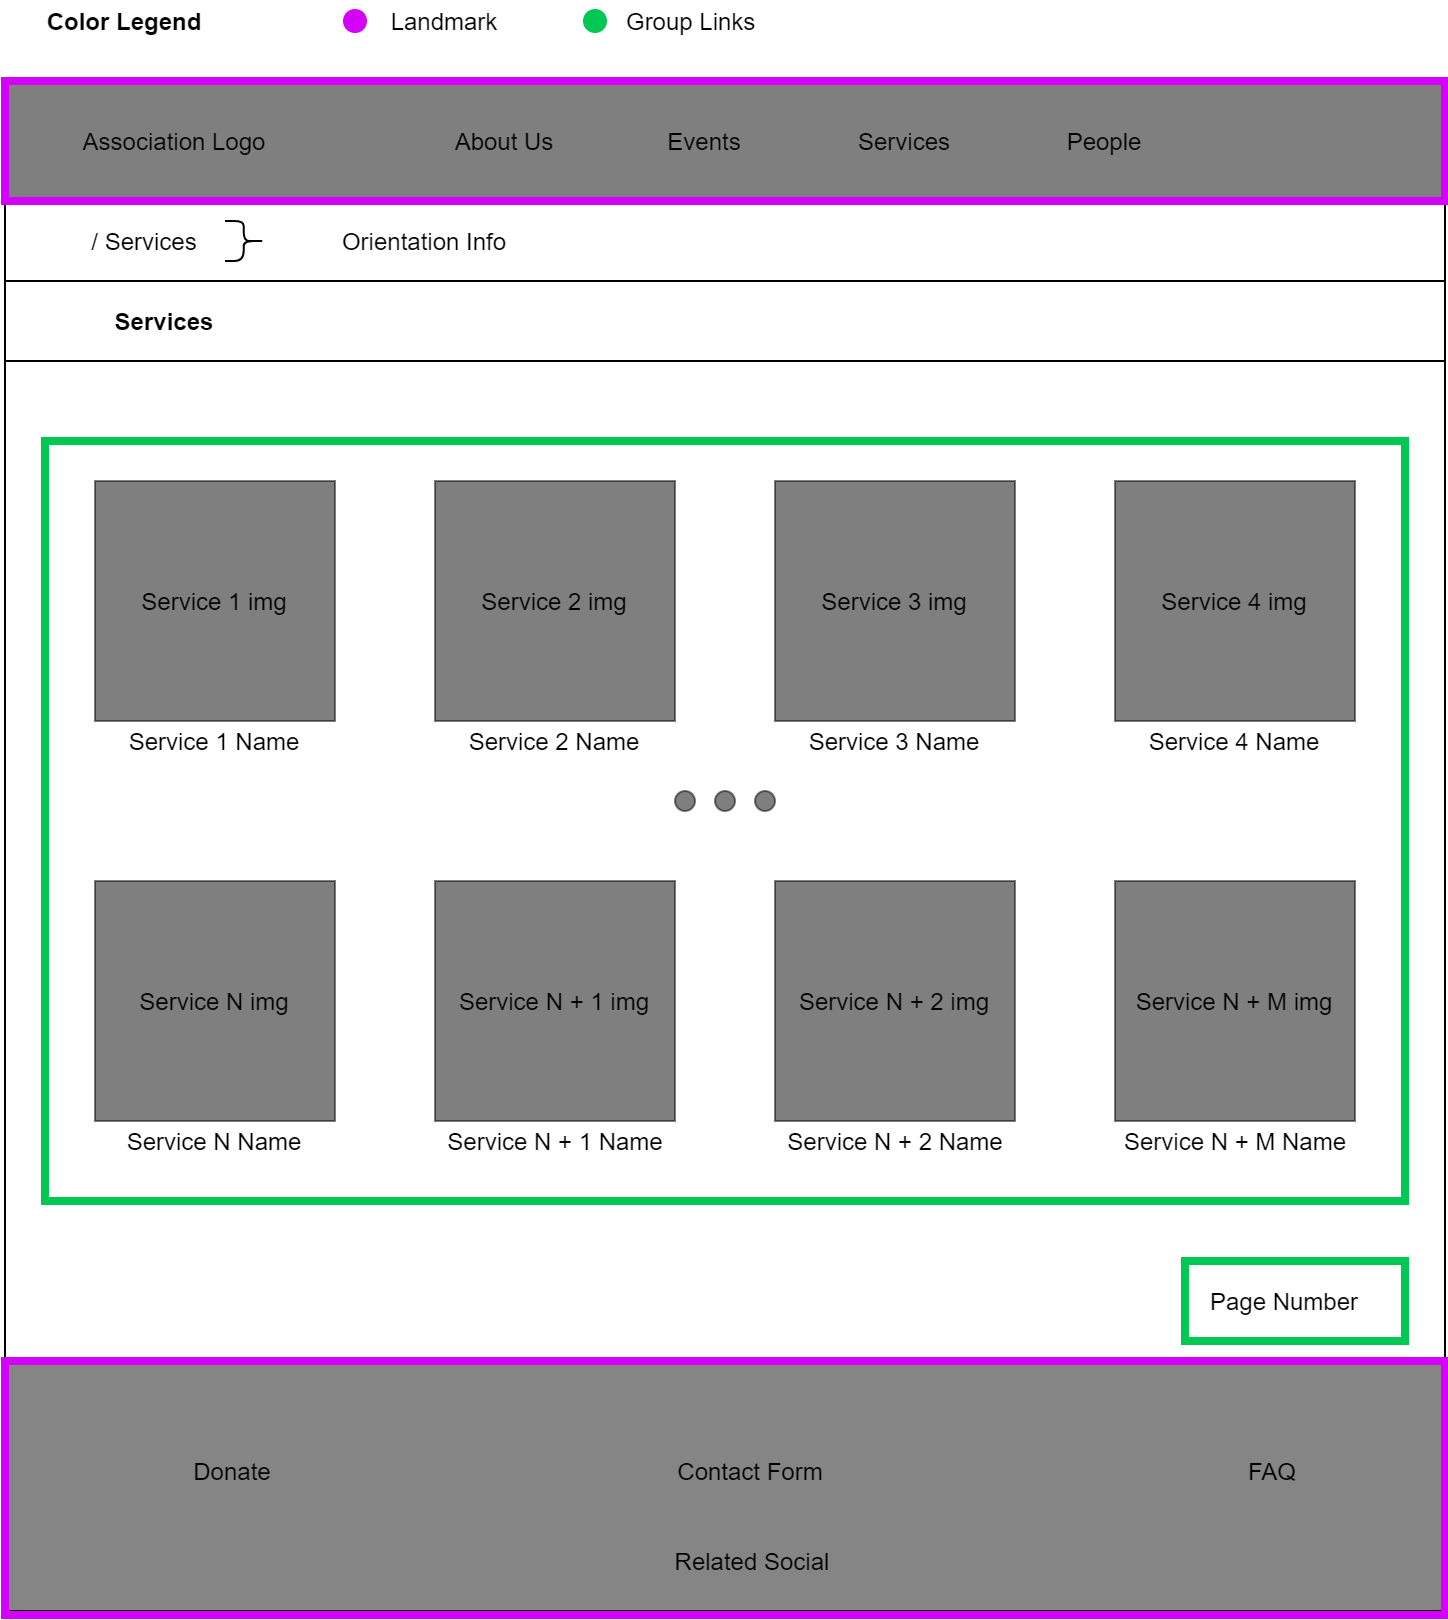 Color Legend Landmark Group Links
Association Logo About Us Events Services People
/ Services Orientation Info
Services
Service 1 img Service 2 img Service 3 img Service 4 img
Service 1 Name Service 2 Name Service 3 Name Service 4 Name
Service N img Service N + 1 img Service N + 2 img Service N + M img
Service N Name Service N + 1 Name Service N + 2 Name Service N + M Name
Page Number
Donate Contact Form FAQ
Related Social